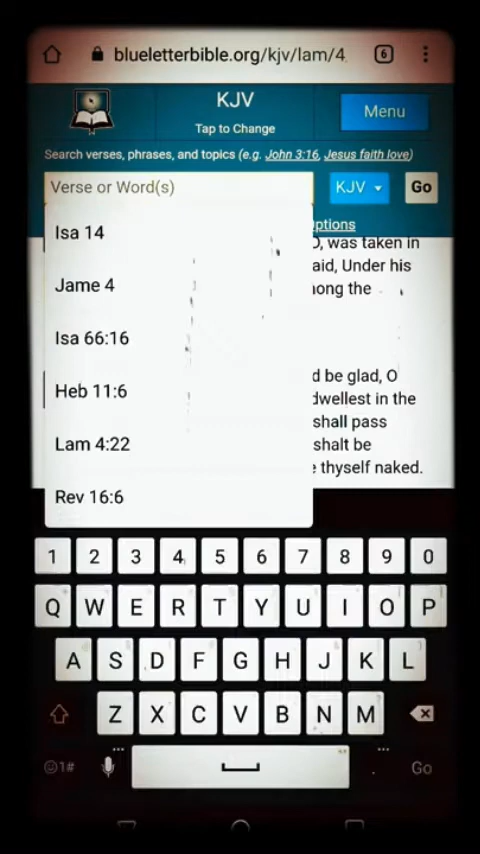 blueletterbible.org/kjv/lam/4
6
KJV
Tap to Change
Menu
Search verses, phrases, and topics (e.g. John 3:16, Jesus faith love)
Verse or Word(s)
KJV
Go
Options
Isa 14
O, was taken in
aid, Under his
Jame 4
ong the
Isa 66:16
Heb 11:6
d be glad, O
dwellest in the
shall pass
Lam 4:22
shalt be
thyself naked.
Rev 16:6
1 2 3 4 5 6 7 8 9 0
Q W E R T Y U I O P
A S D F G H J K L
Z X C V B N M
1#
Go